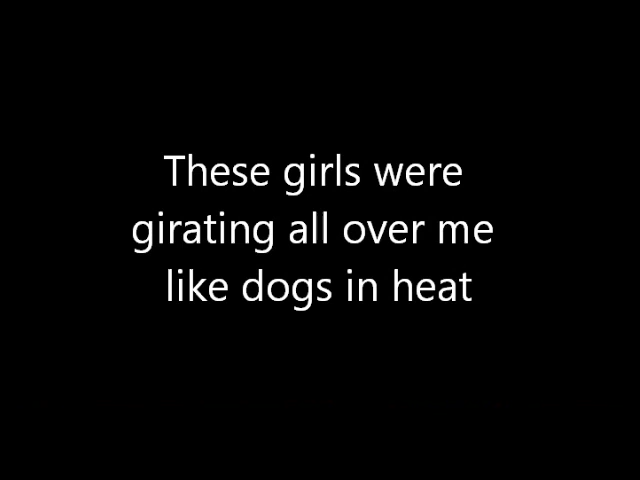 These girls were
girating all over me
like dogs in heat